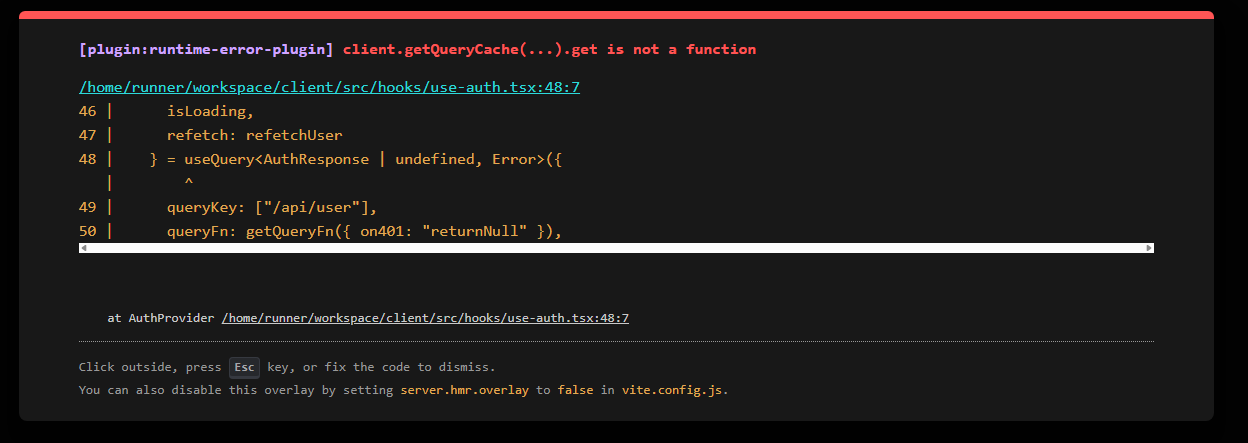 [plugin:runtime-error-plugin] client.getQueryCache(...).get is not a function
/home/runner/workspace/client/src/hooks/use-auth.tsx:48:7
46 |      isLoading,
47 |      refetch: refetchUser
48 |    } = useQuery<AuthResponse | undefined, Error>({
   |        ^
49 |      queryKey: ["/api/user"],
50 |      queryFn: getQueryFn({ on401: "returnNull" }),
at AuthProvider /home/runner/workspace/client/src/hooks/use-auth.tsx:48:7
Click outside, press Esc key, or fix the code to dismiss.
You can also disable this overlay by setting server.hmr.overlay to false in vite.config.js.